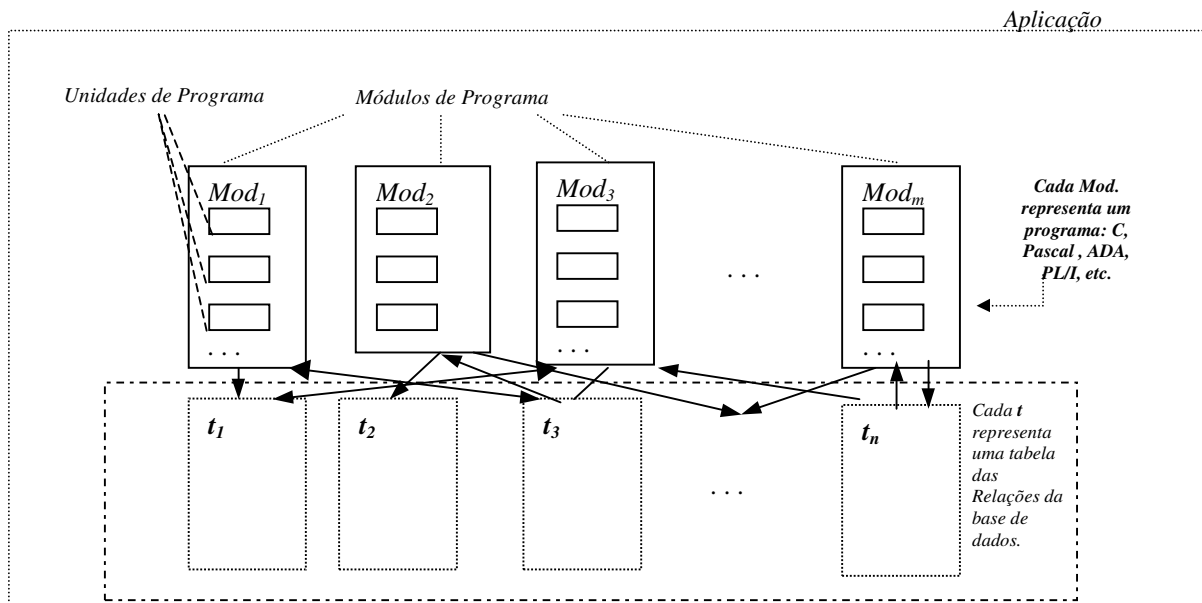 Aplicação
Unidades de Programa
Módulos de Programa
Mod1
Mod2
Mod3
Modm
. . .
. . .
. . .
. . .
Cada Mod.
representa um
programa: C,
Pascal , ADA,
PL/I, etc.
t1
t2
t3
. . .
tn
Cada t
representa
uma tabela
das
Relações da
base de
dados.